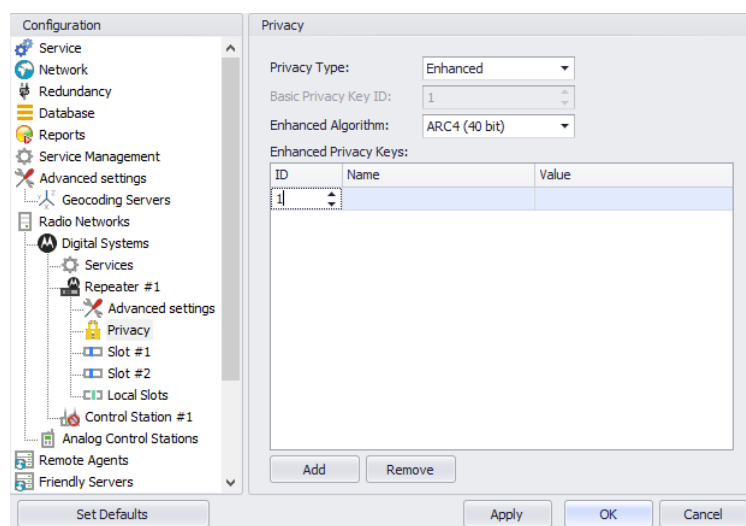 Configuration
Service
Network
Redundancy
Database
Reports
Service Management
Advanced settings
Geocoding Servers
Radio Networks
Digital Systems
Services
Repeater #1
Advanced settings
Privacy
Slot #1
Slot #2
Local Slots
Control Station #1
Analog Control Stations
Remote Agents
Friendly Servers
Set Defaults
Privacy
Privacy Type: Enhanced
Basic Privacy Key ID: 1
Enhanced Algorithm: ARC4 (40 bit)
Enhanced Privacy Keys:
ID Name Value
1
Add Remove
Apply OK Cancel